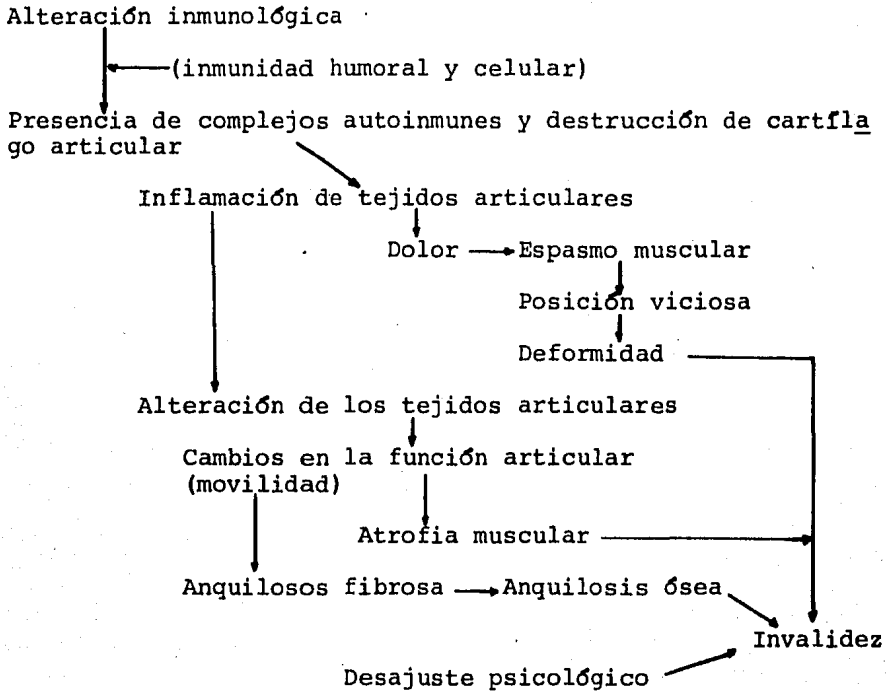 Alteración inmunológica
(inmunidad humoral y celular)
Presencia de complejos autoinmunes y destrucción de cartíla
go articular
Inflamación de tejidos articulares
Dolor
Espasmo muscular
Posición viciosa
Deformidad
Alteración de los tejidos articulares
Cambios en la función articular
(movilidad)
Atrofia muscular
Anquilosos fibrosa
Anquilosis ósea
Invalidez
Desajuste psicológico